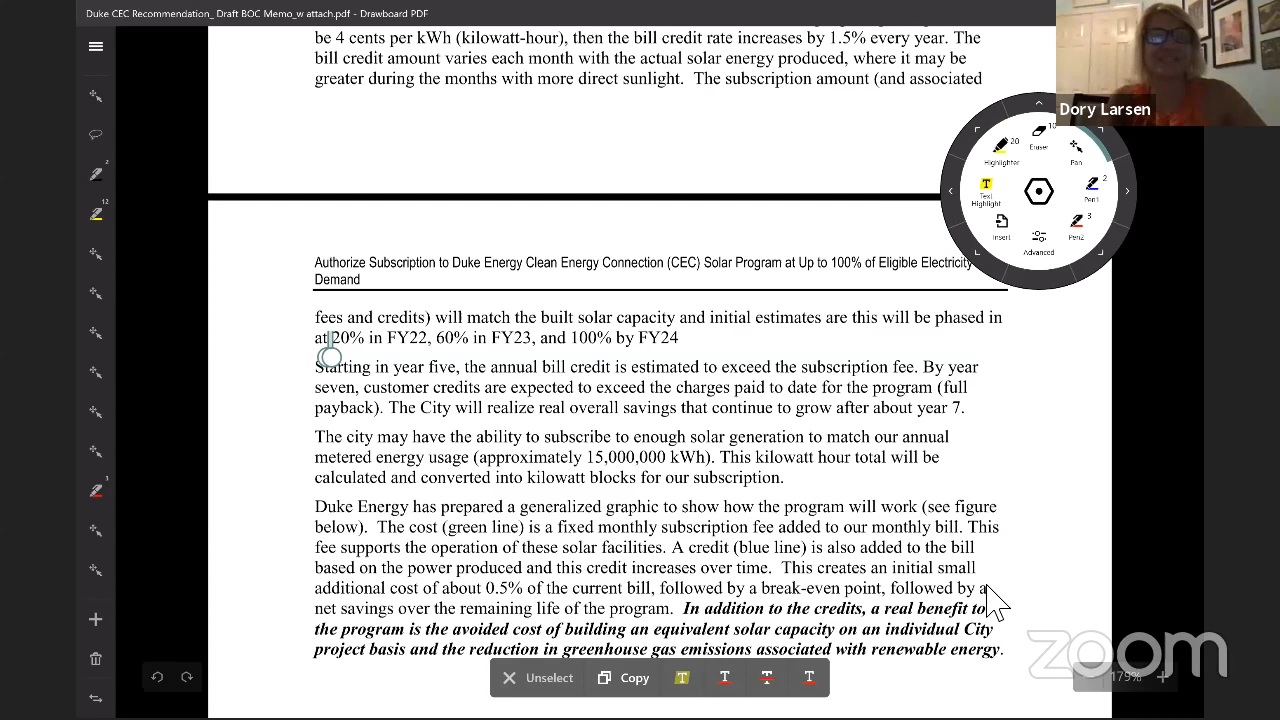 Duke CEC Recommendation_ Draft BOC Memo_w attach.pdf - Drawboard PDF
be 4 cents per kWh (kilowatt-hour), then the bill credit rate increases by 1.5% every year. The
bill credit amount varies each month with the actual solar energy produced, where it may be
greater during the months with more direct sunlight. The subscription amount (and associated
Dory Larsen
10
Eraser
20
Highlighter
Pan
Text
Highlight
2
Pen1
Insert
3
Pen2
Advanced
2
12
3
Authorize Subscription to Duke Energy Clean Energy Connection (CEC) Solar Program at Up to 100% of Eligible Electricity
Demand
fees and credits) will match the built solar capacity and initial estimates are this will be phased in
at 20% in FY22, 60% in FY23, and 100% by FY24
Starting in year five, the annual bill credit is estimated to exceed the subscription fee. By year
seven, customer credits are expected to exceed the charges paid to date for the program (full
payback). The City will realize real overall savings that continue to grow after about year 7.
The city may have the ability to subscribe to enough solar generation to match our annual
metered energy usage (approximately 15,000,000 kWh). This kilowatt hour total will be
calculated and converted into kilowatt blocks for our subscription.
Duke Energy has prepared a generalized graphic to show how the program will work (see figure
below). The cost (green line) is a fixed monthly subscription fee added to our monthly bill. This
fee supports the operation of these solar facilities. A credit (blue line) is also added to the bill
based on the power produced and this credit increases over time. This creates an initial small
additional cost of about 0.5% of the current bill, followed by a break-even point, followed by a
net savings over the remaining life of the program. In addition to the credits, a real benefit to
the program is the avoided cost of building an equivalent solar capacity on an individual City
project basis and the reduction in greenhouse gas emissions associated with renewable energy.
Unselect
Copy
T
T
T
T
179%
zoom